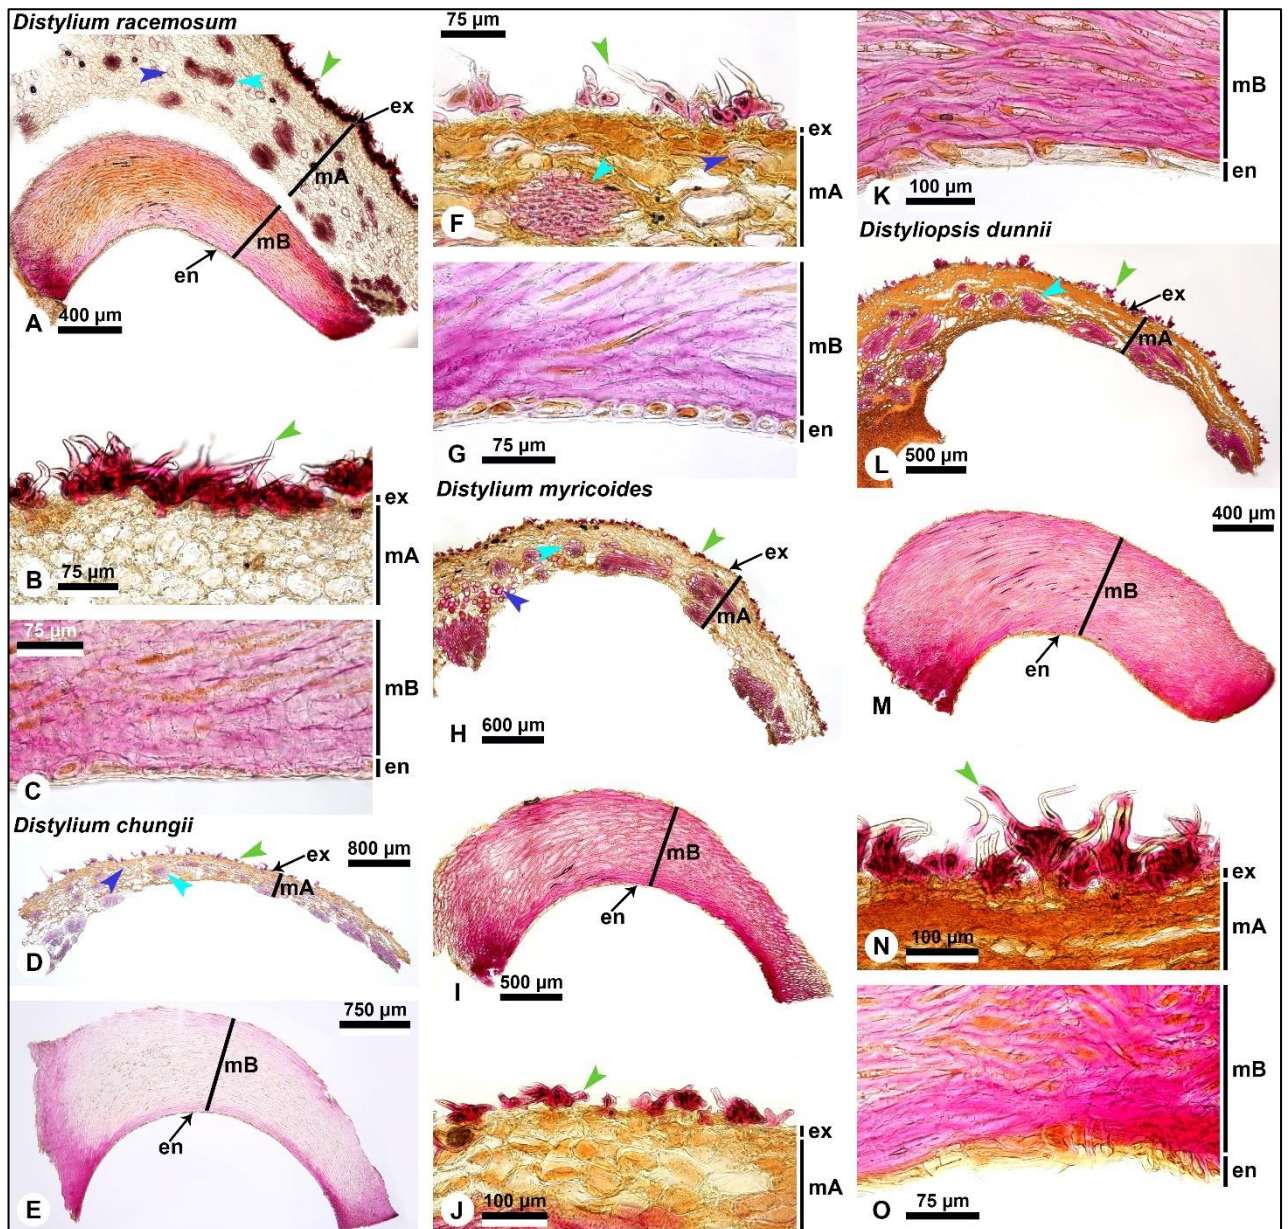 Distylium racemosum
ex
mA
mB
en
A
400 µm
ex
mA
B
75 µm
75 µm
mB
en
C
Distylium chungii
800 µm
ex
mA
D
750 µm
mB
en
E
75 µm
ex
mA
F
mB
en
G
75 µm
Distylium myricoides
ex
mA
H
600 µm
mB
en
I
500 µm
ex
mA
J
100 µm
mB
en
K
100 µm
Distyliopsis dunnii
ex
mA
L
500 µm
400 µm
mB
en
M
ex
mA
N
100 µm
mB
en
O
75 µm